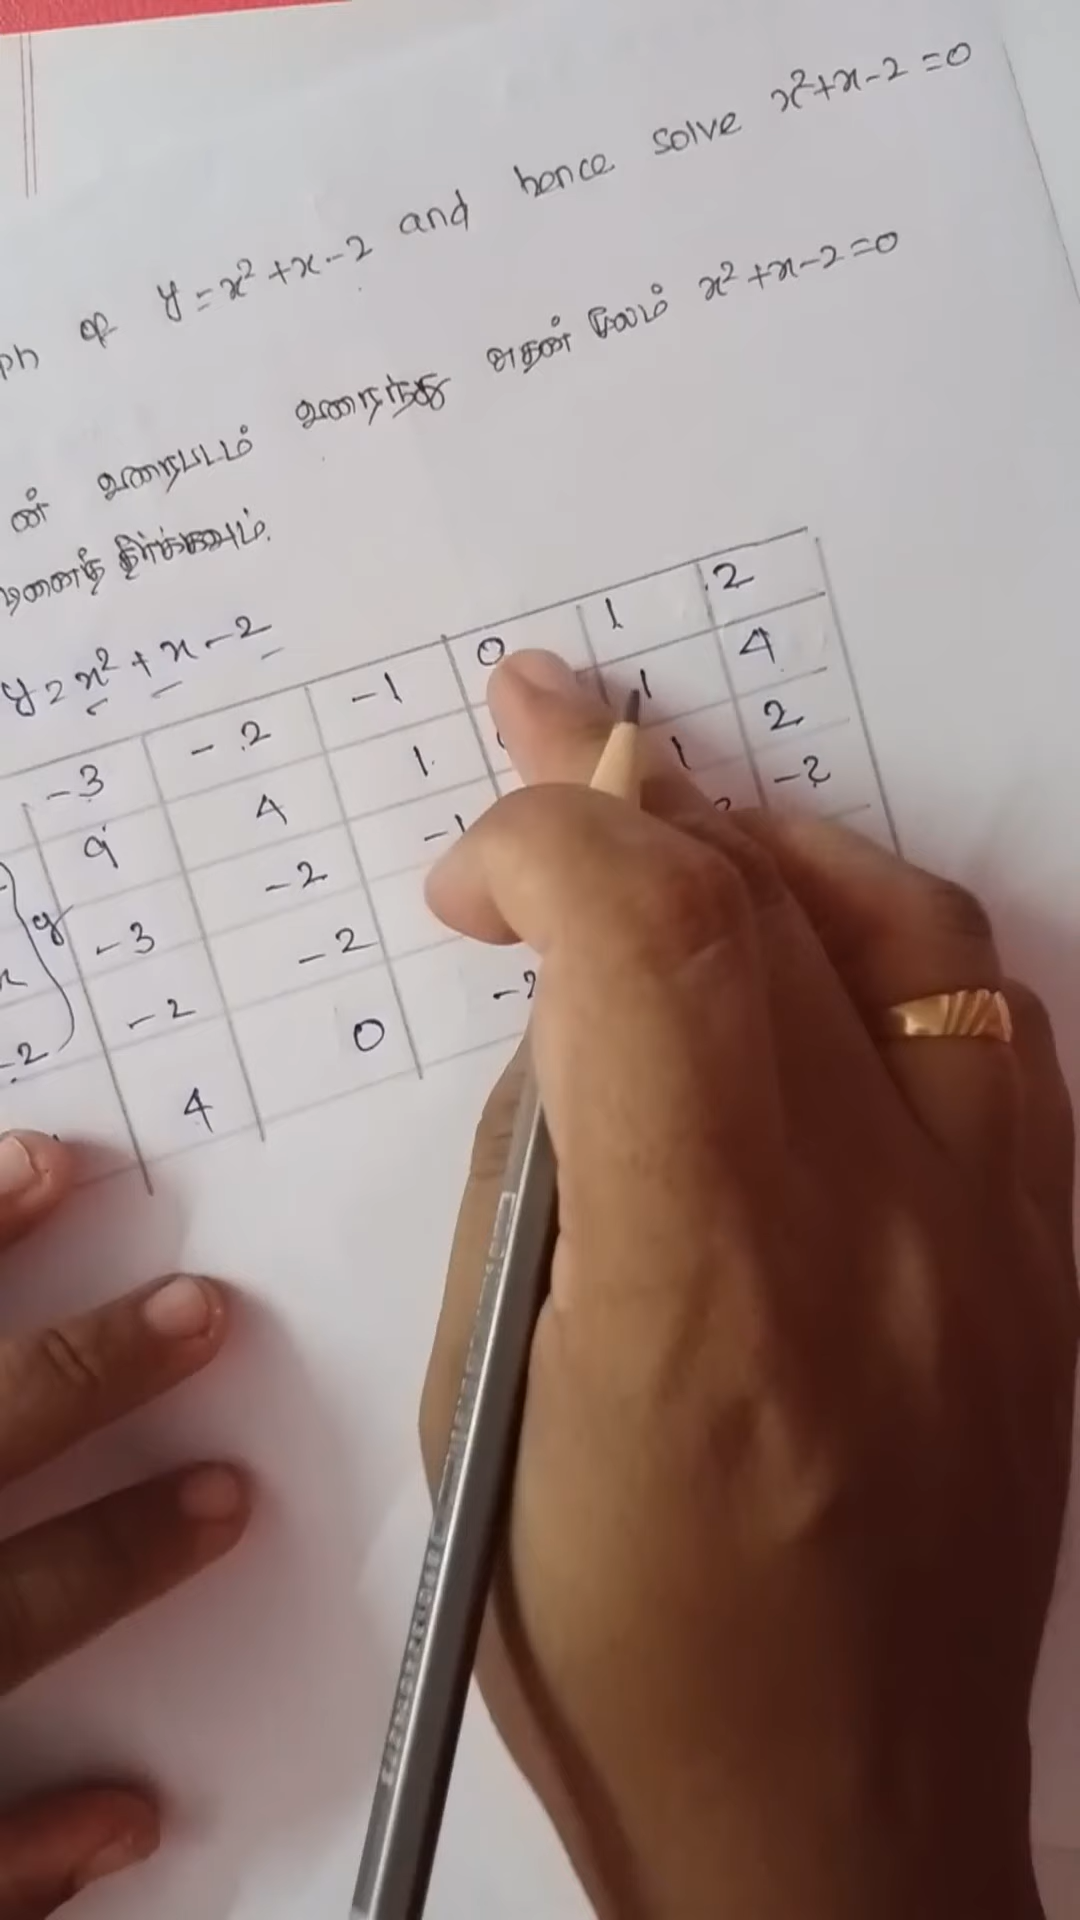 of y = x² + x - 2 and hence solve x² + x - 2 = 0
ன் வரைபடம் வரைந்து அதன் மூலம் x² + x - 2 = 0
தீர்க்கவும்.
y = x² + x - 2
-3 -2 -1 0 1 2
9 4 1 1 4
-3 -2 -1 1 2
-2 -2 -2
4 0 -2
y
-2